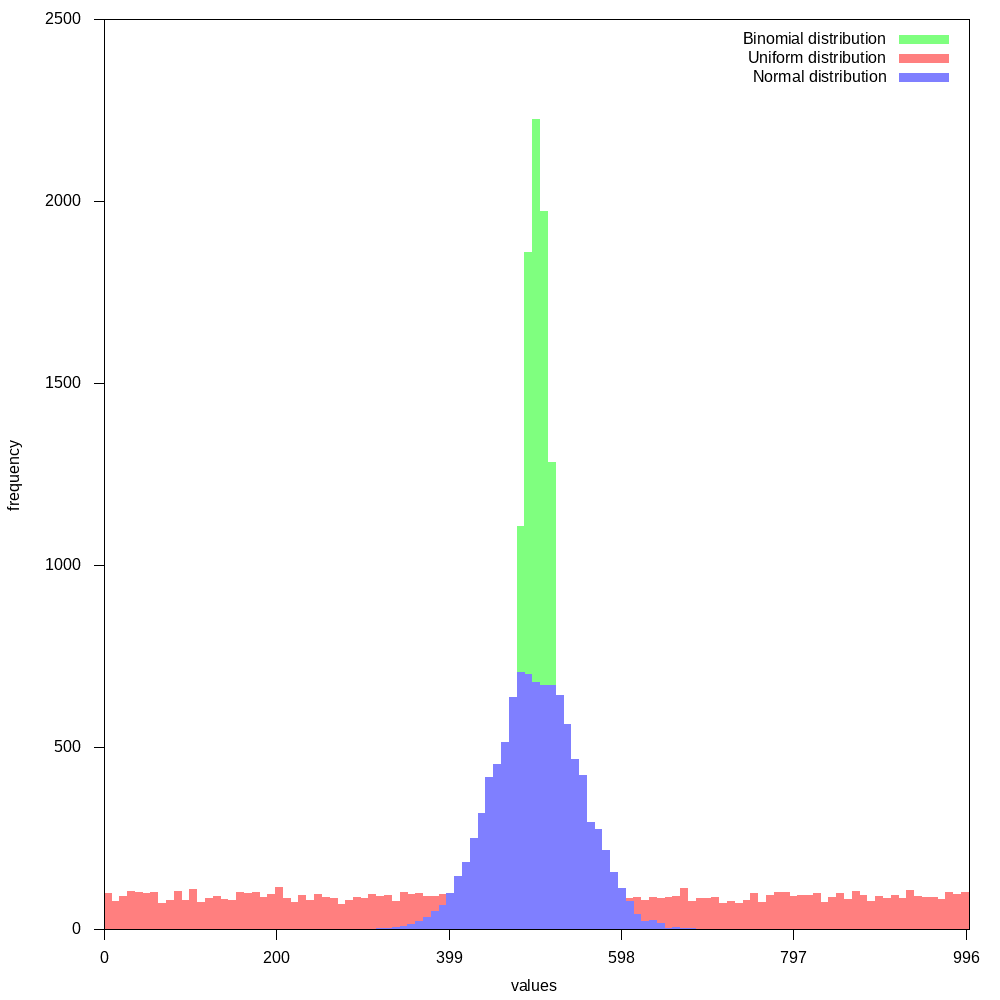 2500
Binomial distribution
Uniform distribution
Normal distribution
2000
1500
frequency
1000
500
0
0 200 399 598 797 996
values